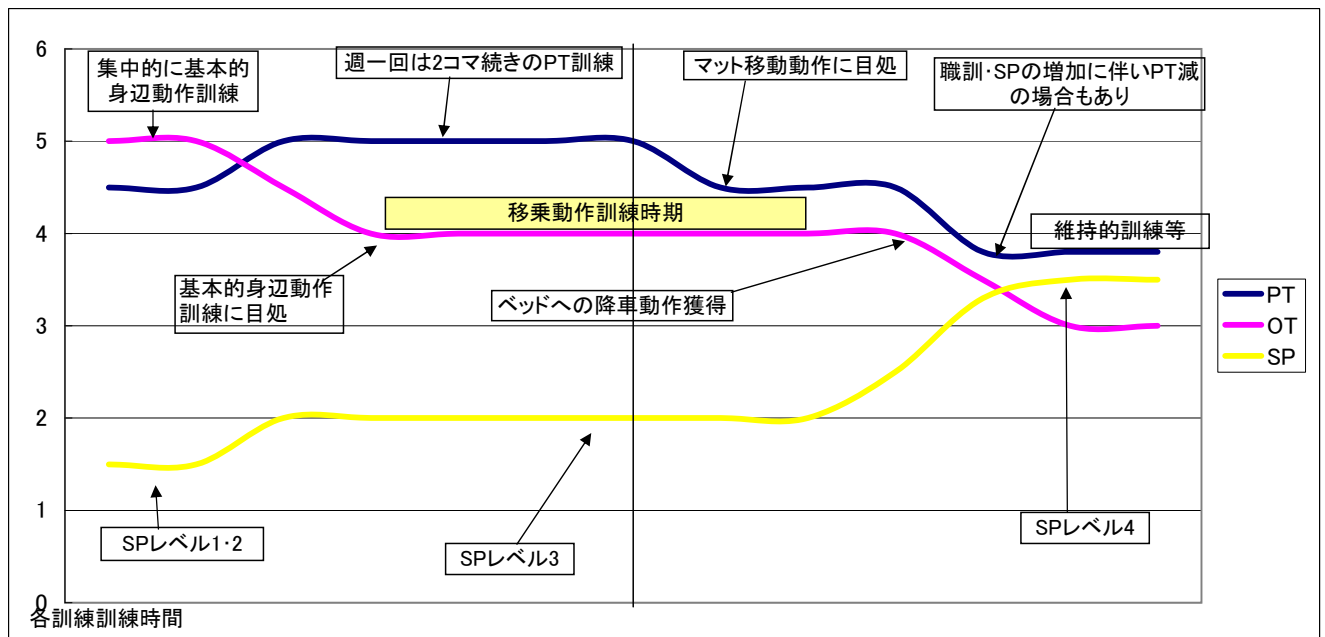 6
5
4
3
2
1
0
集中的に基本的
身辺動作訓練
週一回は2コマ続きのPT訓練
マット移動動作に目処
職訓･SPの増加に伴いPT減
の場合もあり
移乗動作訓練時期
維持的訓練等
基本的身辺動作
訓練に目処
ベッドへの降車動作獲得
PT
OT
SP
SPレベル1･2
SPレベル3
SPレベル4
各訓練訓練時間